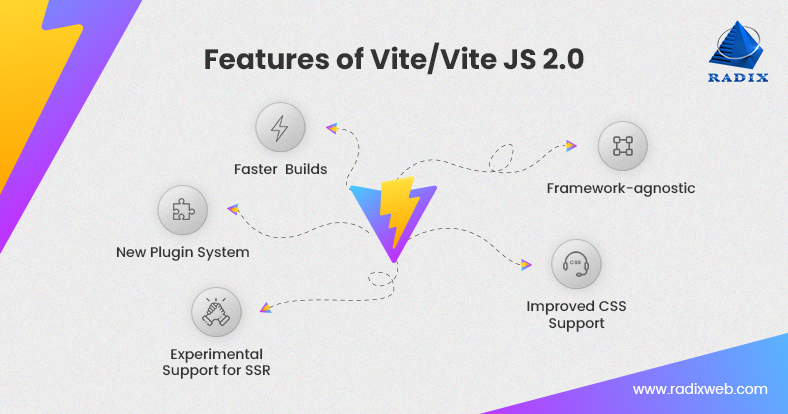 Features of Vite/Vite JS 2.0
RADIX
Faster Builds
Framework-agnostic
New Plugin System
CSS
Improved CSS
Support
Experimental
Support for SSR
www.radixweb.com